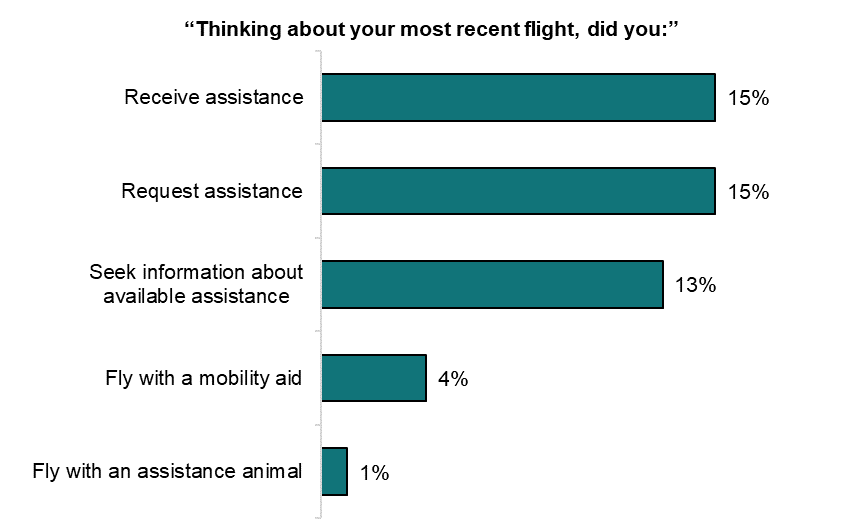 “Thinking about your most recent flight, did you:”
Receive assistance
15%
Request assistance
15%
Seek information about
available assistance
13%
Fly with a mobility aid
4%
Fly with an assistance animal
1%